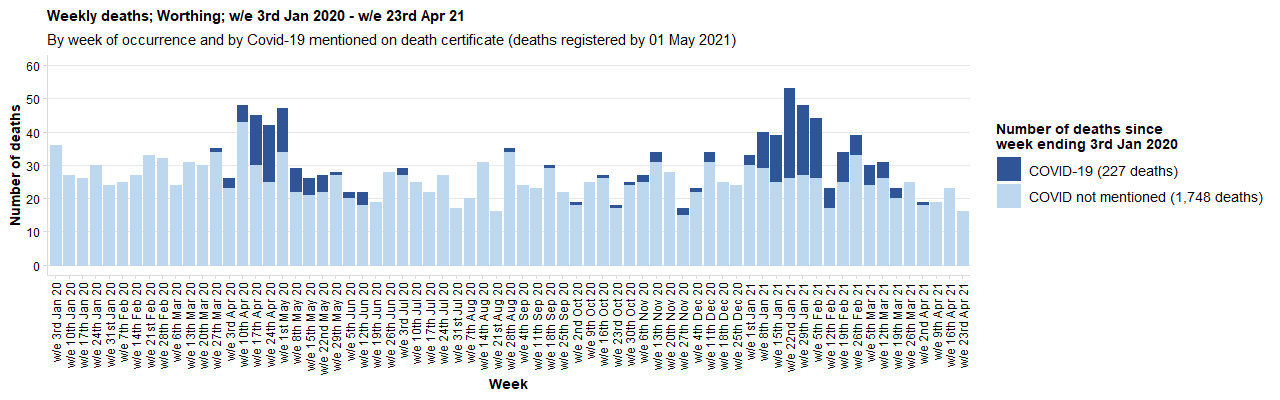 Weekly deaths; Worthing; w/e 3rd Jan 2020 - w/e 23rd Apr 21
By week of occurrence and by Covid-19 mentioned on death certificate (deaths registered by 01 May 2021)
Number of deaths
60
50
40
30
20
10
0
w/e 3rd Jan 20
w/e 10th Jan 20
w/e 17th Jan 20
w/e 24th Jan 20
w/e 31st Jan 20
w/e 7th Feb 20
w/e 14th Feb 20
w/e 21st Feb 20
w/e 28th Feb 20
w/e 6th Mar 20
w/e 13th Mar 20
w/e 20th Mar 20
w/e 27th Mar 20
w/e 3rd Apr 20
w/e 10th Apr 20
w/e 17th Apr 20
w/e 24th Apr 20
w/e 1st May 20
w/e 8th May 20
w/e 15th May 20
w/e 22nd May 20
w/e 29th May 20
w/e 5th Jun 20
w/e 12th Jun 20
w/e 19th Jun 20
w/e 26th Jun 20
w/e 3rd Jul 20
w/e 10th Jul 20
w/e 17th Jul 20
w/e 24th Jul 20
w/e 31st Jul 20
w/e 7th Aug 20
w/e 14th Aug 20
w/e 21st Aug 20
w/e 28th Aug 20
w/e 4th Sep 20
w/e 11th Sep 20
w/e 18th Sep 20
w/e 25th Sep 20
w/e 2nd Oct 20
w/e 9th Oct 20
w/e 16th Oct 20
w/e 23rd Oct 20
w/e 30th Oct 20
w/e 6th Nov 20
w/e 13th Nov 20
w/e 20th Nov 20
w/e 27th Nov 20
w/e 4th Dec 20
w/e 11th Dec 20
w/e 18th Dec 20
w/e 25th Dec 20
w/e 1st Jan 21
w/e 8th Jan 21
w/e 15th Jan 21
w/e 22nd Jan 21
w/e 29th Jan 21
w/e 5th Feb 21
w/e 12th Feb 21
w/e 19th Feb 21
w/e 26th Feb 21
w/e 5th Mar 21
w/e 12th Mar 21
w/e 19th Mar 21
w/e 26th Mar 21
w/e 2nd Apr 21
w/e 9th Apr 21
w/e 16th Apr 21
w/e 23rd Apr 21
Week
Number of deaths since
week ending 3rd Jan 2020
COVID-19 (227 deaths)
COVID not mentioned (1,748 deaths)